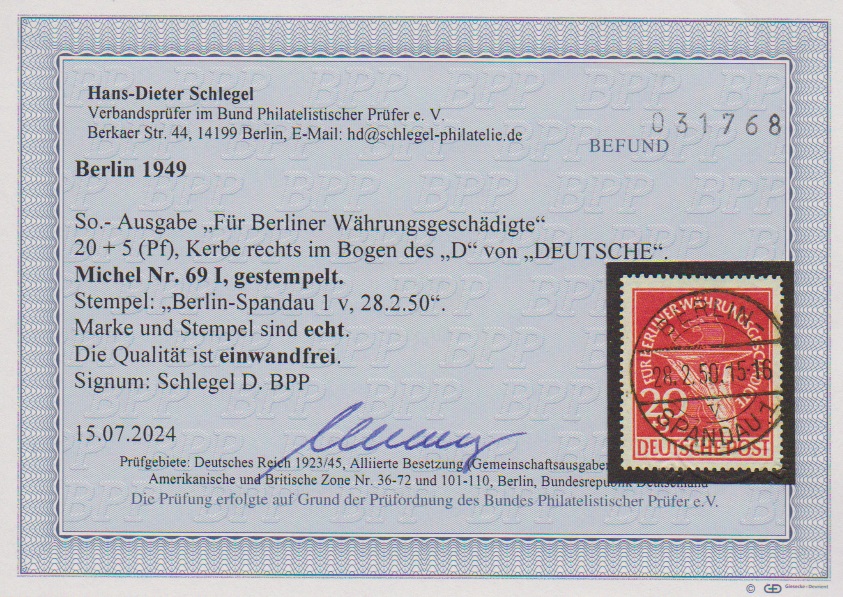 Hans-Dieter Schlegel
Verbandsprüfer im Bund Philatelistischer Prüfer e. V.
Berkaer Str. 44, 14199 Berlin, E-Mail: hd@schlegel-philatelie.de
031768
BEFUND
Berlin 1949
So.- Ausgabe „Für Berliner Währungsgeschädigte“
20 + 5 (Pf), Kerbe rechts im Bogen des „D“ von „DEUTSCHE“.
Michel Nr. 69 I, gestempelt.
Stempel: „Berlin-Spandau 1 v, 28.2.50“.
Marke und Stempel sind echt.
Die Qualität ist einwandfrei.
Signum: Schlegel D. BPP
15.07.2024
FÜR BERLINER WÄHRUNGSGESCH
BERLIN-
28.2.50.15-16
20
v
SPANDAU 1
DEUTSCHE POST
Prüfgebiete: Deutsches Reich 1923/45, Alliierte Besetzung (Gemeinschaftsausgaben
Amerikanische und Britische Zone Nr. 36-72 und 101-110, Berlin, Bundesrepublik Deutschland
Die Prüfung erfolgte auf Grund der Prüfordnung des Bundes Philatelistischer Prüfer e.V.
© Giesecke